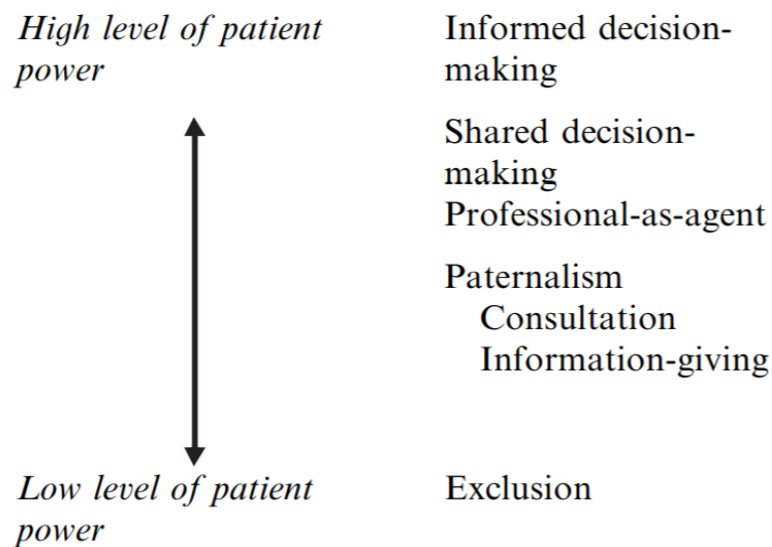 High level of patient
power
Informed decision-
making
Shared decision-
making
Professional-as-agent
Paternalism
Consultation
Information-giving
Low level of patient
power
Exclusion